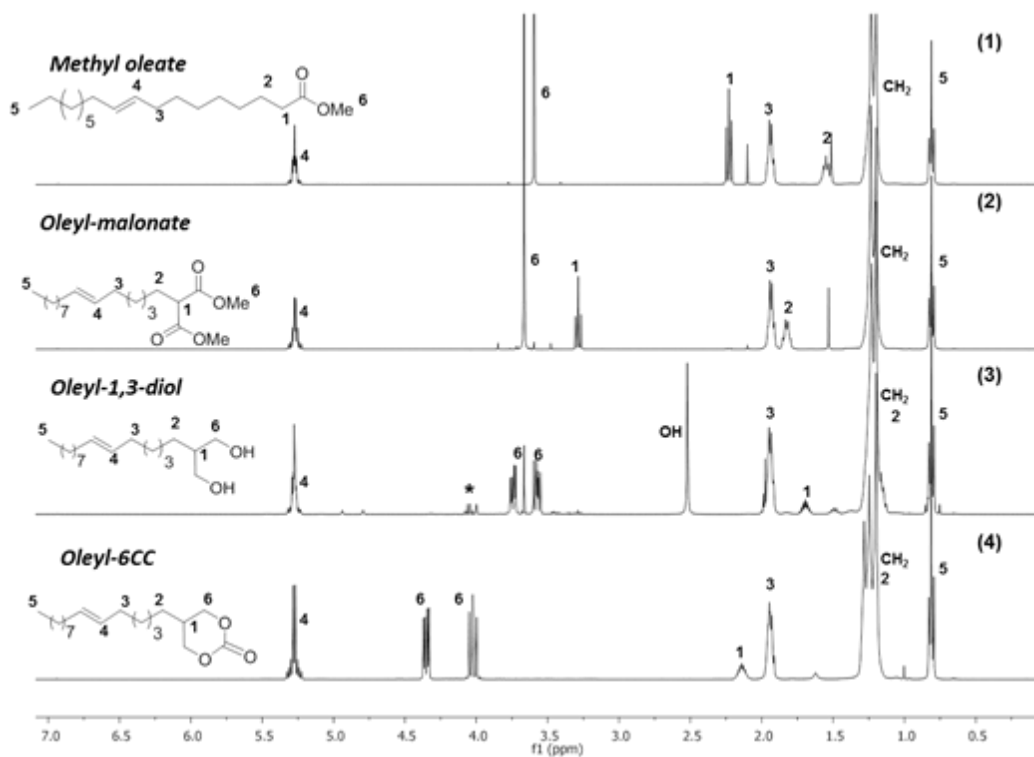 (1)
Methyl oleate
5
4
2
O
6
5
3
OMe
1
4
6
1
3
2
CH₂
5
(2)
Oleyl-malonate
5
3
2
O
6
7
4
3
1
OMe
O
OMe
4
6
1
3
2
CH₂
5
(3)
Oleyl-1,3-diol
5
3
2
6
7
4
3
1
OH
OH
4
*
6
6
OH
3
1
CH₂
2
5
(4)
Oleyl-6CC
5
3
2
6
7
4
3
1
O
O
O
4
6
6
1
3
CH₂
2
5
7.0 6.5 6.0 5.5 5.0 4.5 4.0 3.5 3.0 2.5 2.0 1.5 1.0 0.5
f1 (ppm)